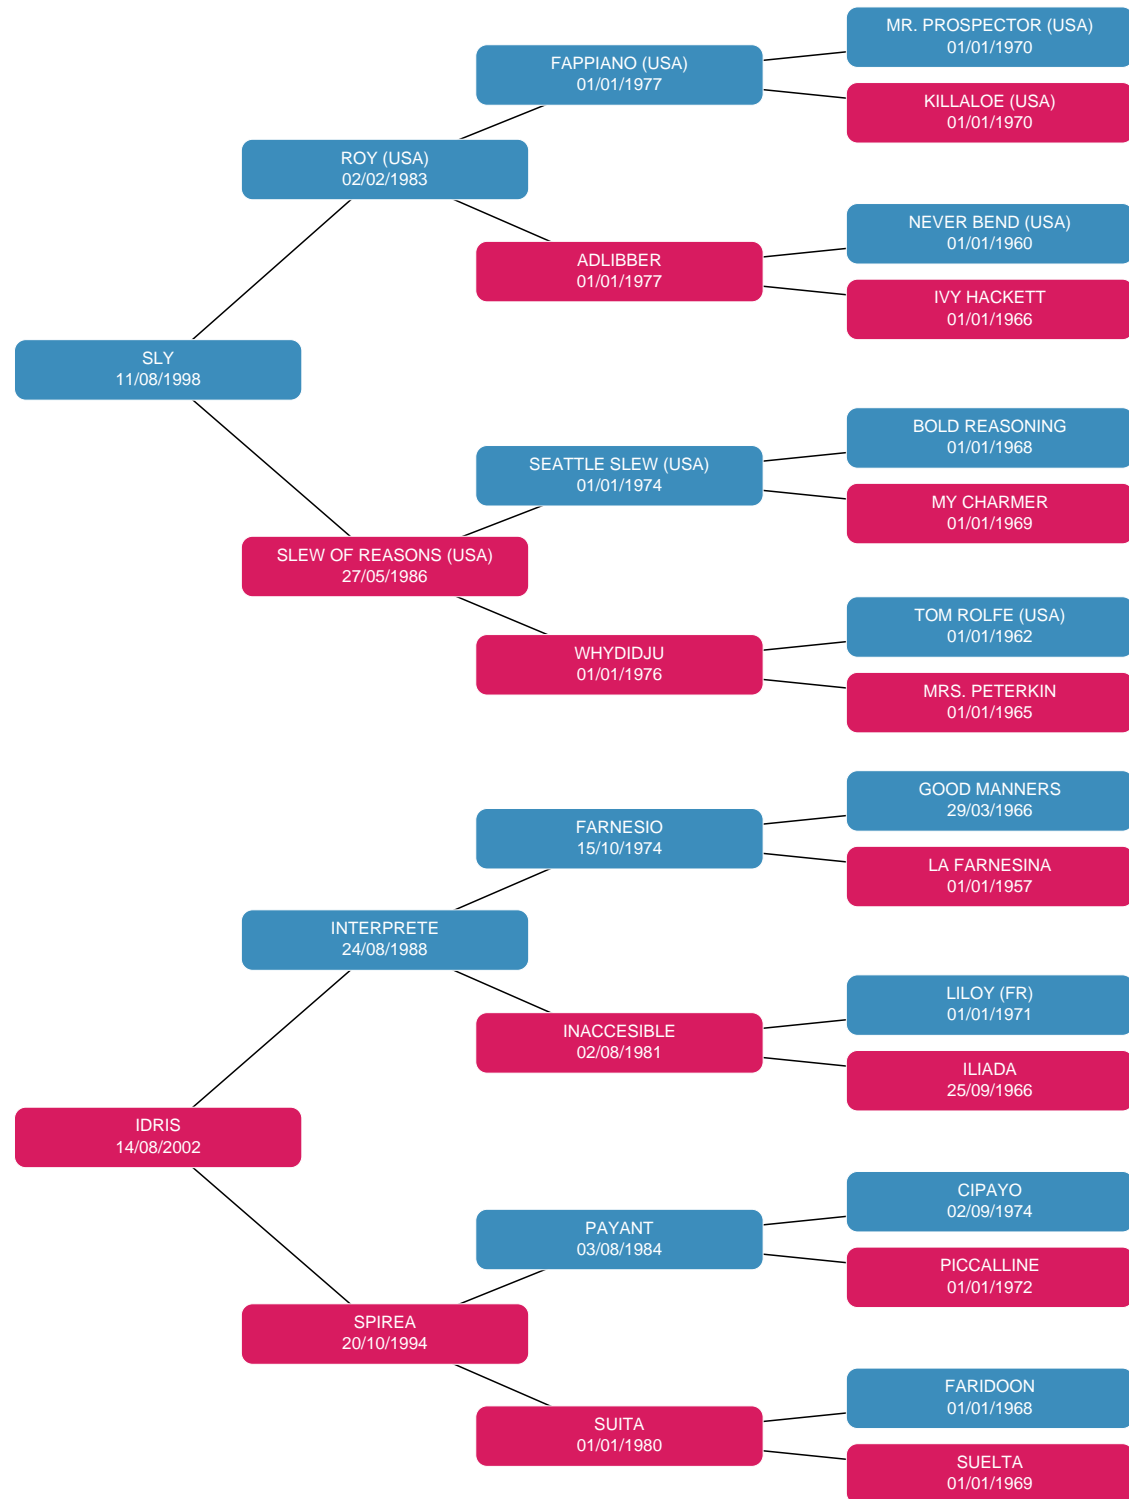 MR. PROSPECTOR (USA)
01/01/1970
FAPPIANO (USA)
01/01/1977
KILLALOE (USA)
01/01/1970
ROY (USA)
02/02/1983
NEVER BEND (USA)
01/01/1960
ADLIBBER
01/01/1977
IVY HACKETT
01/01/1966
SLY
11/08/1998
BOLD REASONING
01/01/1968
SEATTLE SLEW (USA)
01/01/1974
MY CHARMER
01/01/1969
SLEW OF REASONS (USA)
27/05/1986
TOM ROLFE (USA)
01/01/1962
WHYDIDJU
01/01/1976
MRS. PETERKIN
01/01/1965
GOOD MANNERS
29/03/1966
FARNESIO
15/10/1974
LA FARNESINA
01/01/1957
INTERPRETE
24/08/1988
LILOY (FR)
01/01/1971
INACCESIBLE
02/08/1981
ILIADA
25/09/1966
IDRIS
14/08/2002
CIPAYO
02/09/1974
PAYANT
03/08/1984
PICCALLINE
01/01/1972
SPIREA
20/10/1994
FARIDOON
01/01/1968
SUITA
01/01/1980
SUELTA
01/01/1969